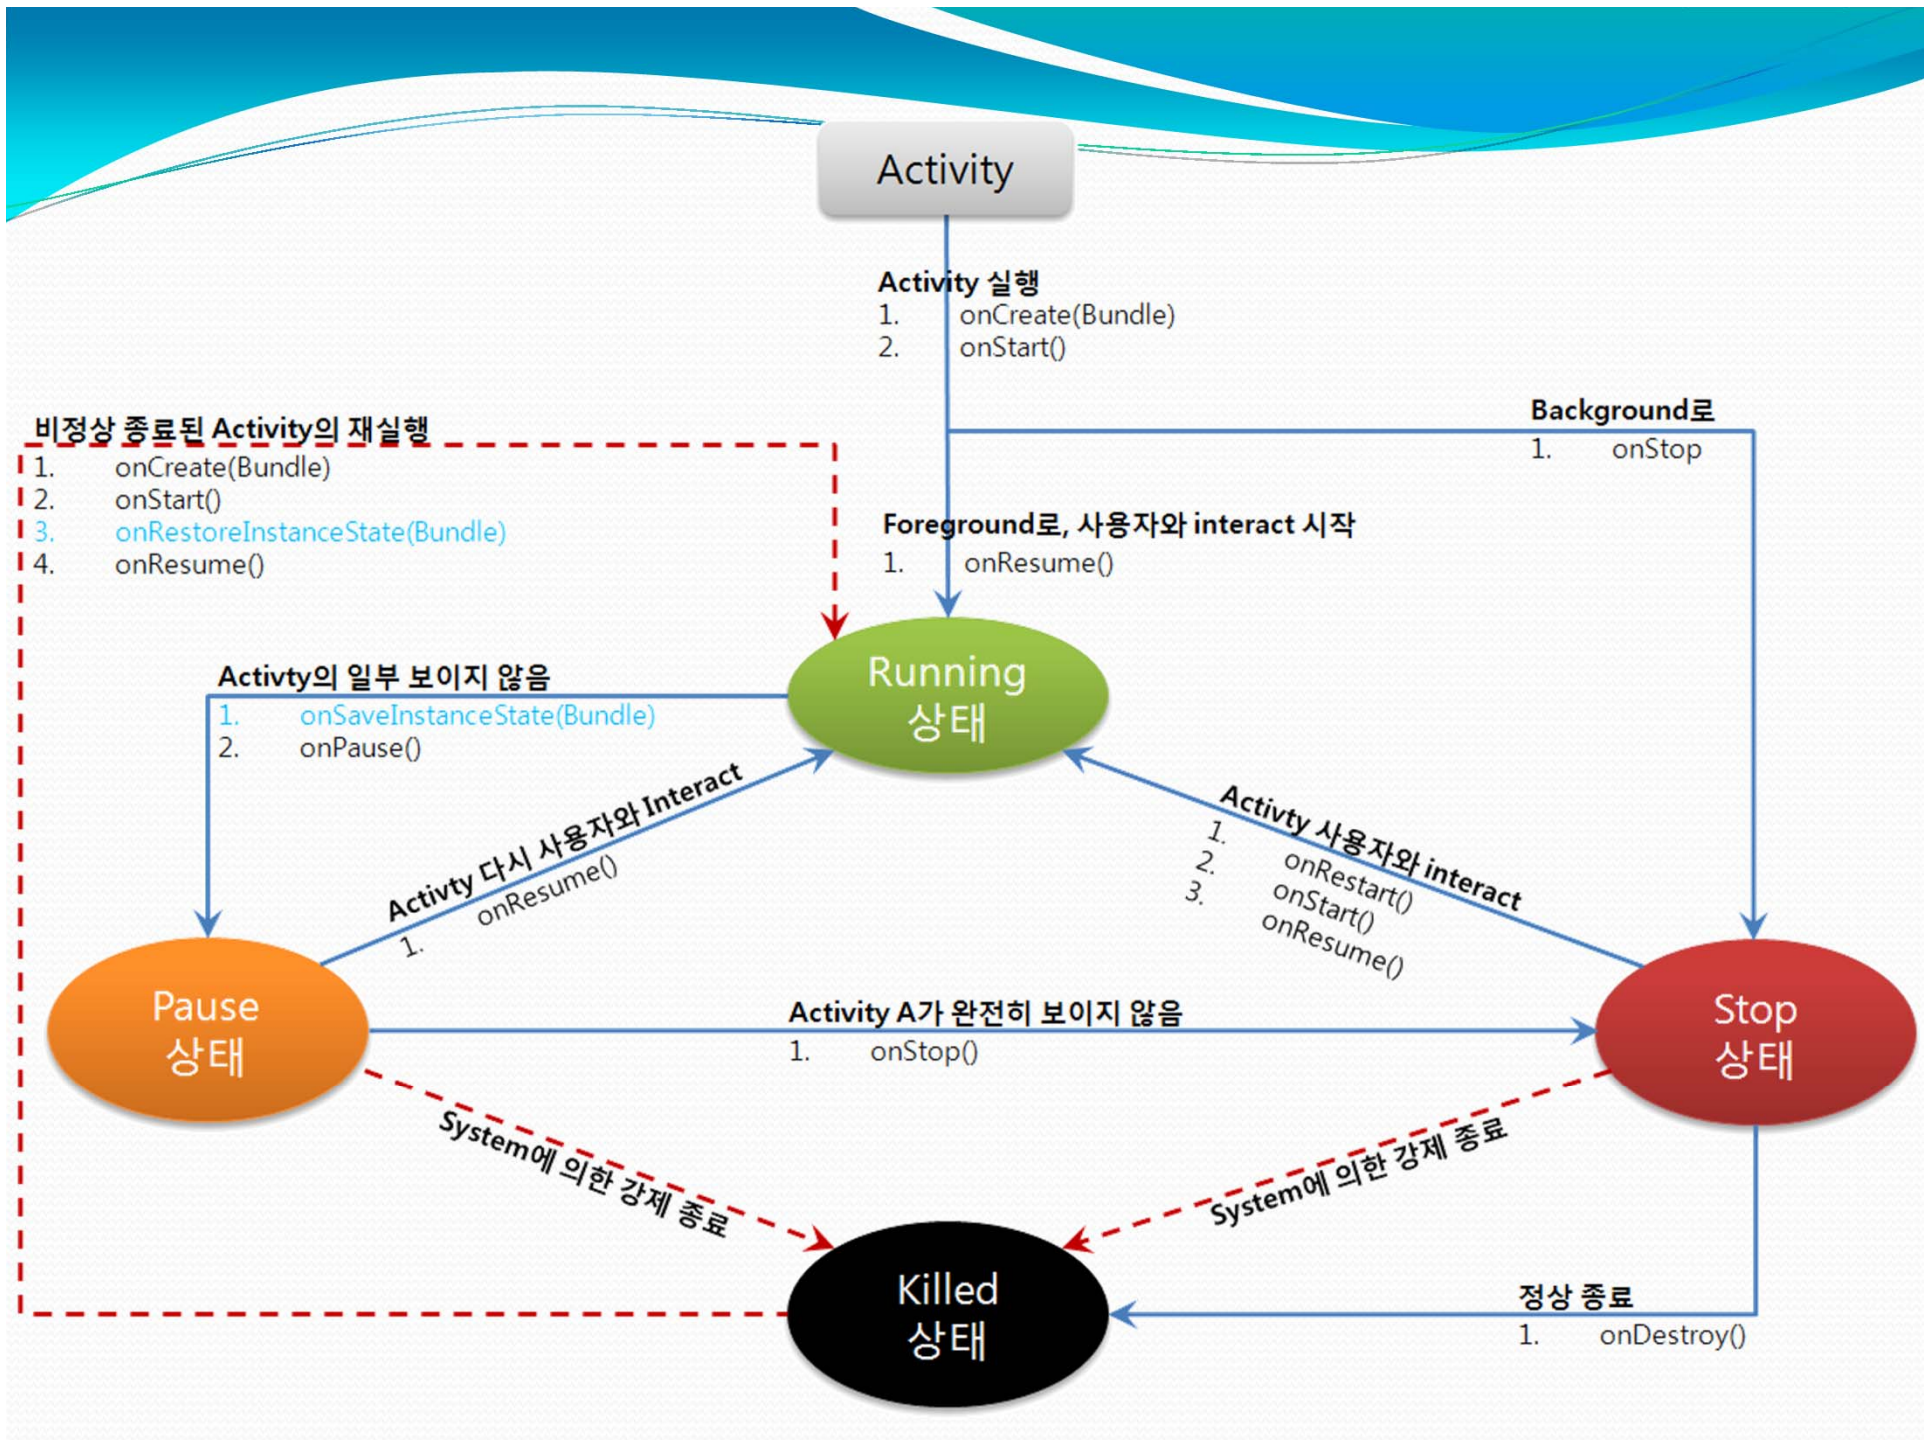 Activity
Activity 실행
1. onCreate(Bundle)
2. onStart()
Background로
1. onStop
비정상 종료된 Activity의 재실행
1. onCreate(Bundle)
2. onStart()
3. onRestoreInstanceState(Bundle)
4. onResume()
Foreground로, 사용자와 interact 시작
1. onResume()
Running
상태
Activty의 일부 보이지 않음
1. onSaveInstanceState(Bundle)
2. onPause()
Activty 다시 사용자와 Interact
1. onResume()
Activty 사용자와 interact
1. onRestart()
2. onStart()
3. onResume()
Pause
상태
Activity A가 완전히 보이지 않음
1. onStop()
Stop
상태
System에 의한 강제 종료
System에 의한 강제 종료
Killed
상태
정상 종료
1. onDestroy()